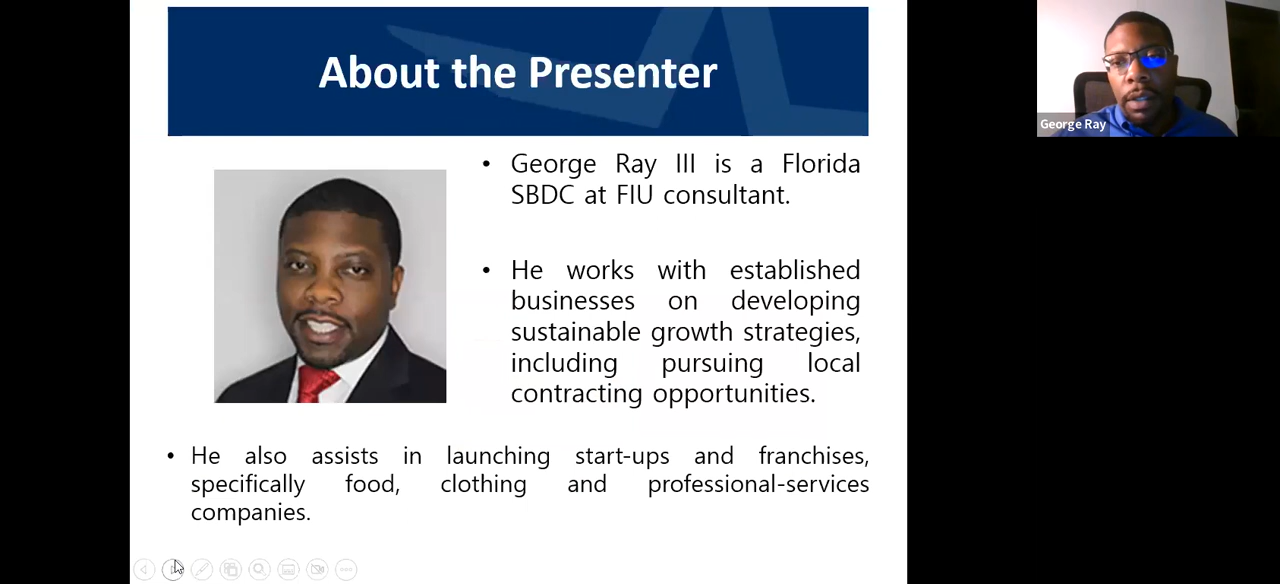 About the Presenter
George Ray
• George Ray III is a Florida
SBDC at FIU consultant.
• He works with established
businesses on developing
sustainable growth strategies,
including pursuing local
contracting opportunities.
• He also assists in launching start-ups and franchises,
specifically food, clothing and professional-services
companies.